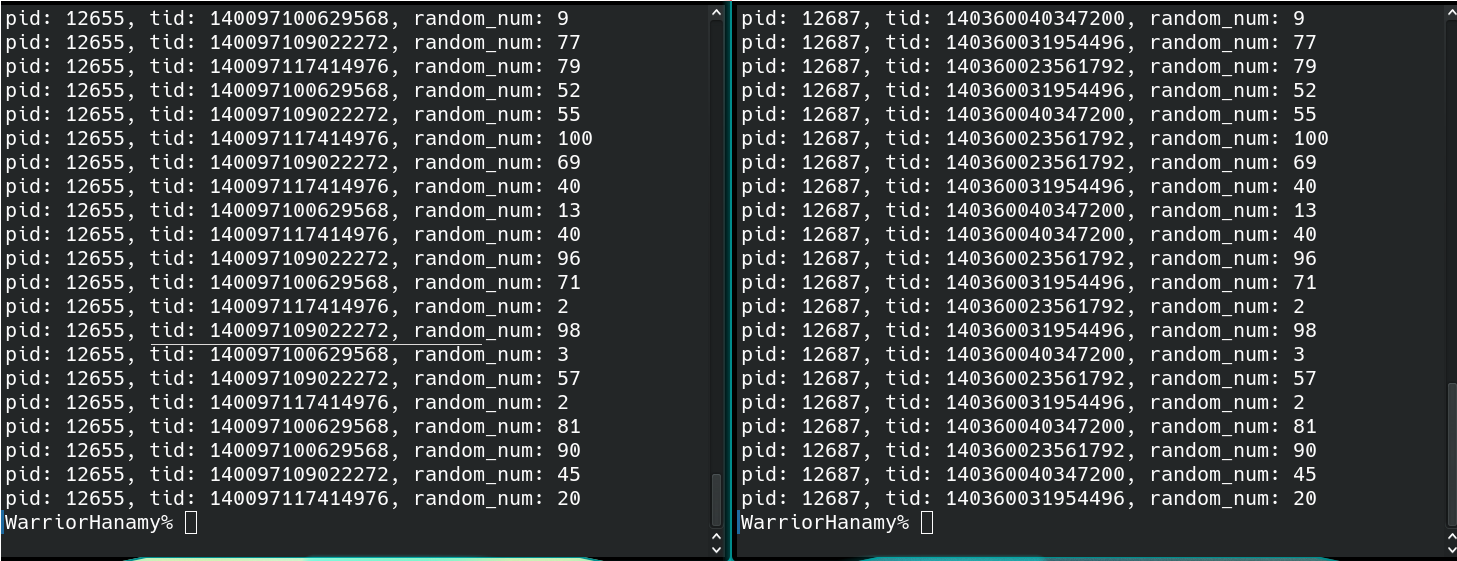 pid: 12655, tid: 140097100629568, random_num: 9
pid: 12655, tid: 140097109022272, random_num: 77
pid: 12655, tid: 140097117414976, random_num: 79
pid: 12655, tid: 140097100629568, random_num: 52
pid: 12655, tid: 140097109022272, random_num: 55
pid: 12655, tid: 140097117414976, random_num: 100
pid: 12655, tid: 140097109022272, random_num: 69
pid: 12655, tid: 140097117414976, random_num: 40
pid: 12655, tid: 140097100629568, random_num: 13
pid: 12655, tid: 140097117414976, random_num: 40
pid: 12655, tid: 140097109022272, random_num: 96
pid: 12655, tid: 140097100629568, random_num: 71
pid: 12655, tid: 140097117414976, random_num: 2
pid: 12655, tid: 140097109022272, random_num: 98
pid: 12655, tid: 140097100629568, random_num: 3
pid: 12655, tid: 140097109022272, random_num: 57
pid: 12655, tid: 140097117414976, random_num: 2
pid: 12655, tid: 140097100629568, random_num: 81
pid: 12655, tid: 140097100629568, random_num: 90
pid: 12655, tid: 140097109022272, random_num: 45
pid: 12655, tid: 140097117414976, random_num: 20
WarriorHanamy%
pid: 12687, tid: 140360040347200, random_num: 9
pid: 12687, tid: 140360031954496, random_num: 77
pid: 12687, tid: 140360023561792, random_num: 79
pid: 12687, tid: 140360031954496, random_num: 52
pid: 12687, tid: 140360040347200, random_num: 55
pid: 12687, tid: 140360023561792, random_num: 100
pid: 12687, tid: 140360023561792, random_num: 69
pid: 12687, tid: 140360031954496, random_num: 40
pid: 12687, tid: 140360040347200, random_num: 13
pid: 12687, tid: 140360040347200, random_num: 40
pid: 12687, tid: 140360023561792, random_num: 96
pid: 12687, tid: 140360031954496, random_num: 71
pid: 12687, tid: 140360023561792, random_num: 2
pid: 12687, tid: 140360031954496, random_num: 98
pid: 12687, tid: 140360040347200, random_num: 3
pid: 12687, tid: 140360023561792, random_num: 57
pid: 12687, tid: 140360031954496, random_num: 2
pid: 12687, tid: 140360040347200, random_num: 81
pid: 12687, tid: 140360023561792, random_num: 90
pid: 12687, tid: 140360040347200, random_num: 45
pid: 12687, tid: 140360031954496, random_num: 20
WarriorHanamy%